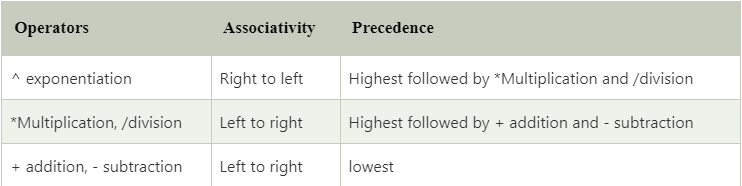 Operators Associativity Precedence
^ exponentiation Right to left Highest followed by *Multiplication and /division
*Multiplication, /division Left to right Highest followed by + addition and - subtraction
+ addition, - subtraction Left to right lowest